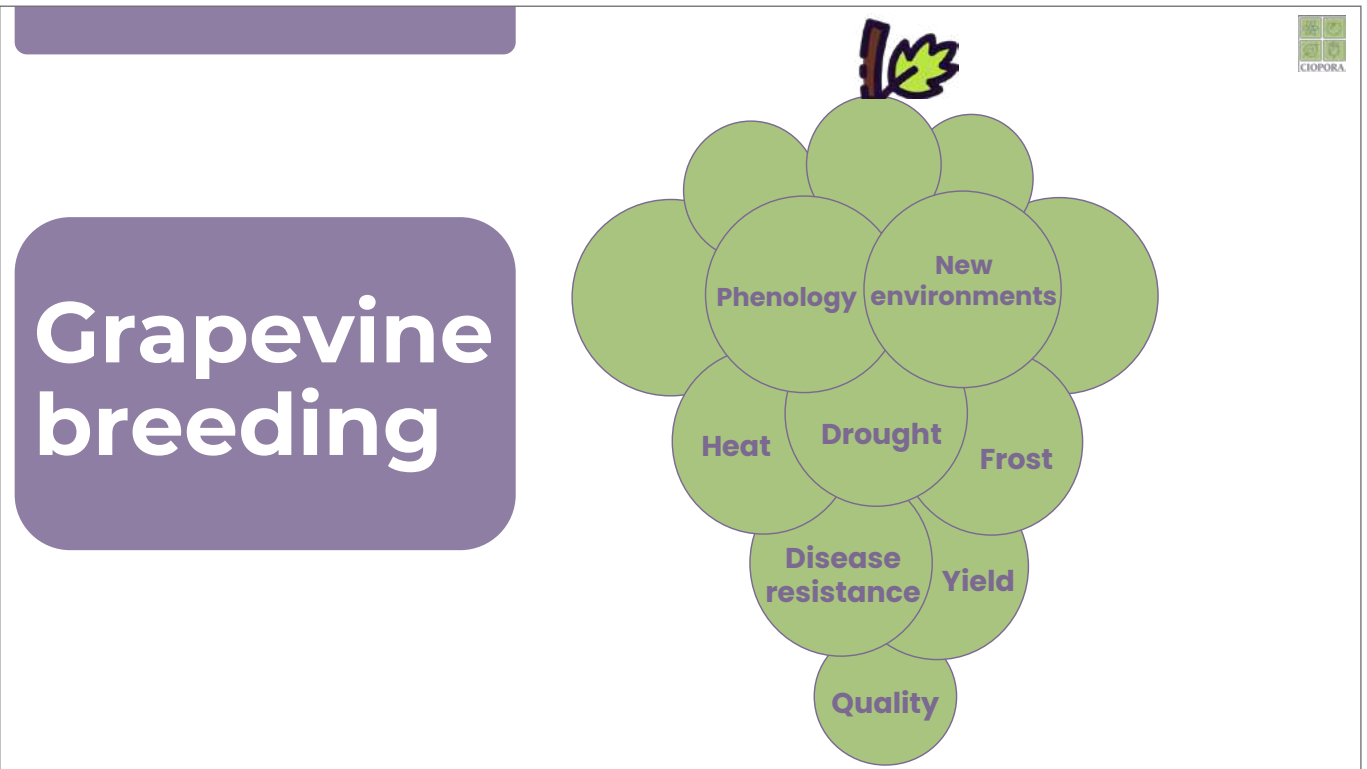 CIOPORA
Grapevine
breeding
Phenology
New
environments
Heat
Drought
Frost
Disease
resistance
Yield
Quality